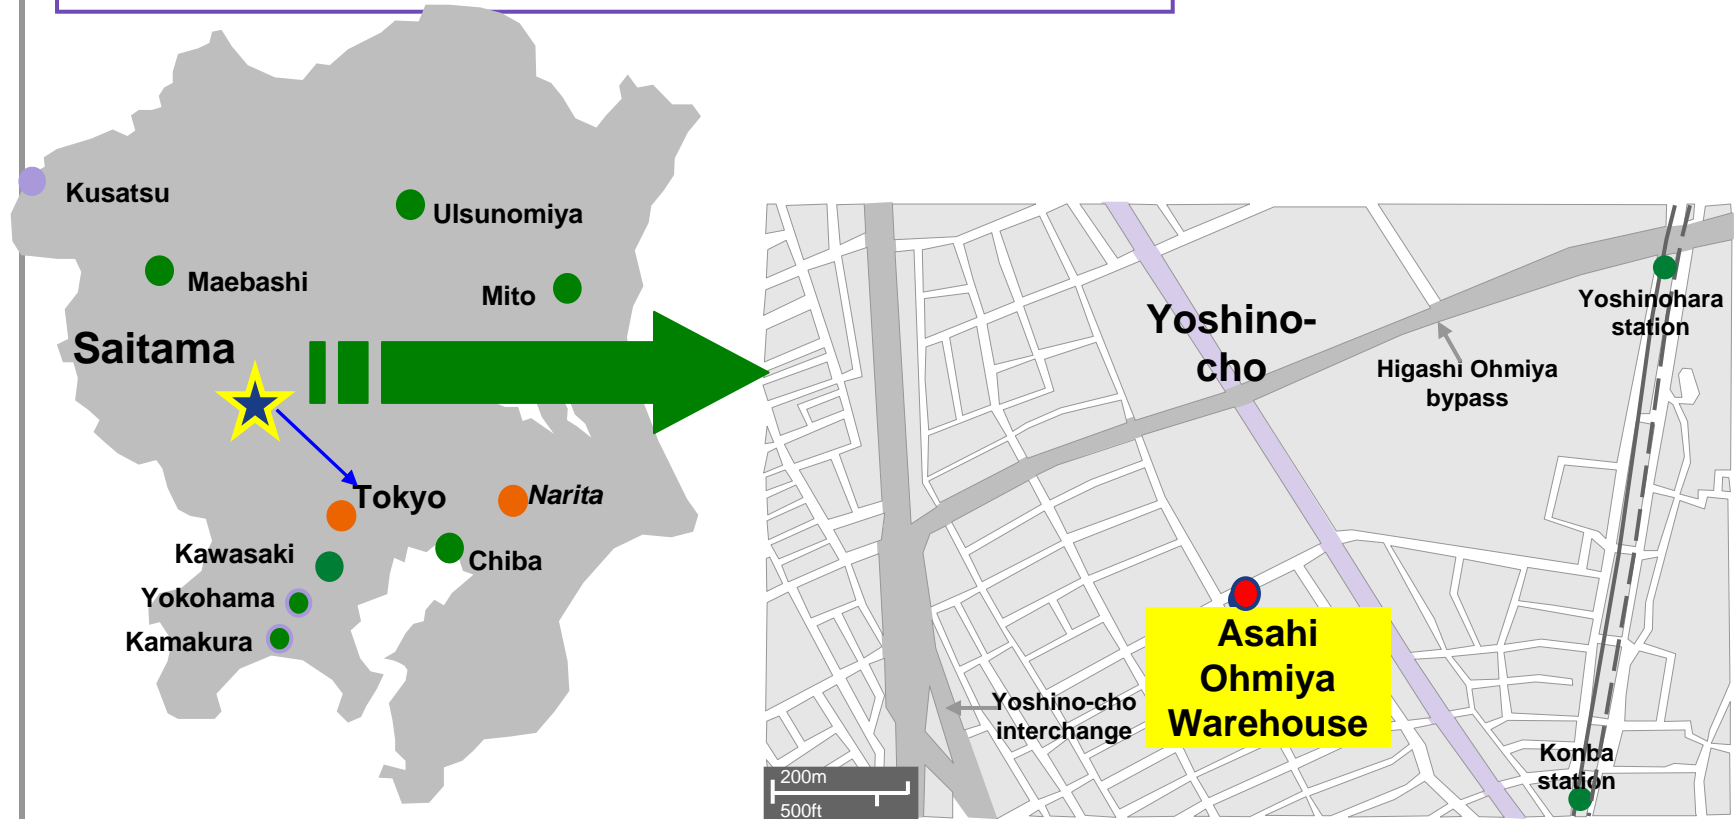 Kusatsu
Ulsunomiya
Maebashi
Mito
Saitama
Tokyo
Narita
Kawasaki
Chiba
Yokohama
Kamakura
Yoshino-
cho
Yoshinohara
station
Higashi Ohmiya
bypass
Asahi
Ohmiya
Warehouse
Yoshino-cho
interchange
Konba
station
200m
500ft